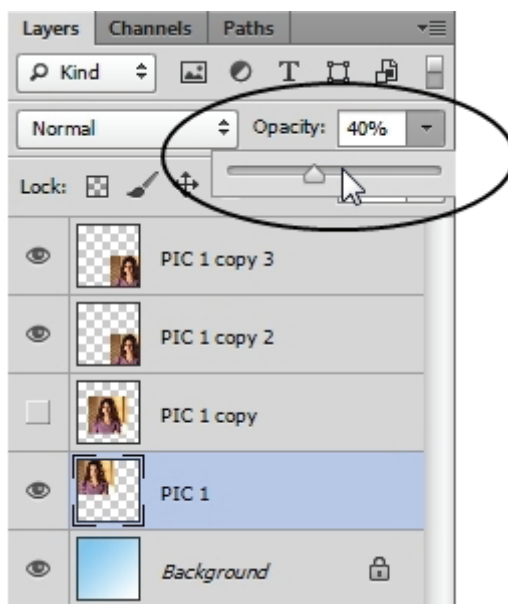 Layers Channels Paths
Kind T
Normal Opacity: 40%
Lock:
PIC 1 copy 3
PIC 1 copy 2
PIC 1 copy
PIC 1
Background